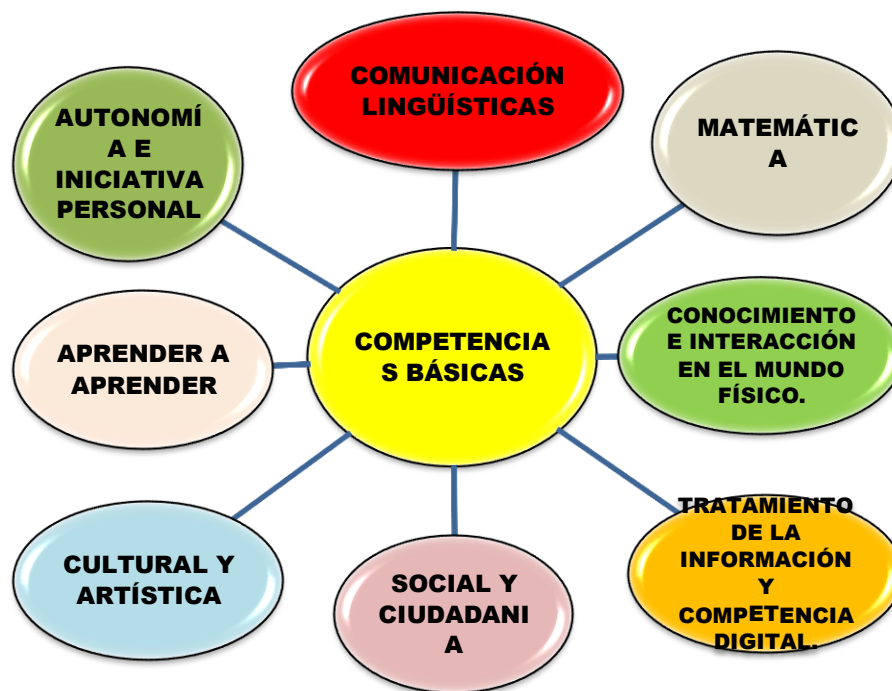 COMUNICACIÓN
LINGÜÍSTICAS
AUTONOMÍ
A E
INICIATIVA
PERSONAL
MATEMÁTIC
A
COMPETENCIA
S BÁSICAS
CONOCIMIENTO
E INTERACCIÓN
EN EL MUNDO
FÍSICO.
APRENDER A
APRENDER
TRATAMIENTO
DE LA
INFORMACIÓN
Y
COMPETENCIA
DIGITAL.
CULTURAL Y
ARTÍSTICA
SOCIAL Y
CIUDADANI
A